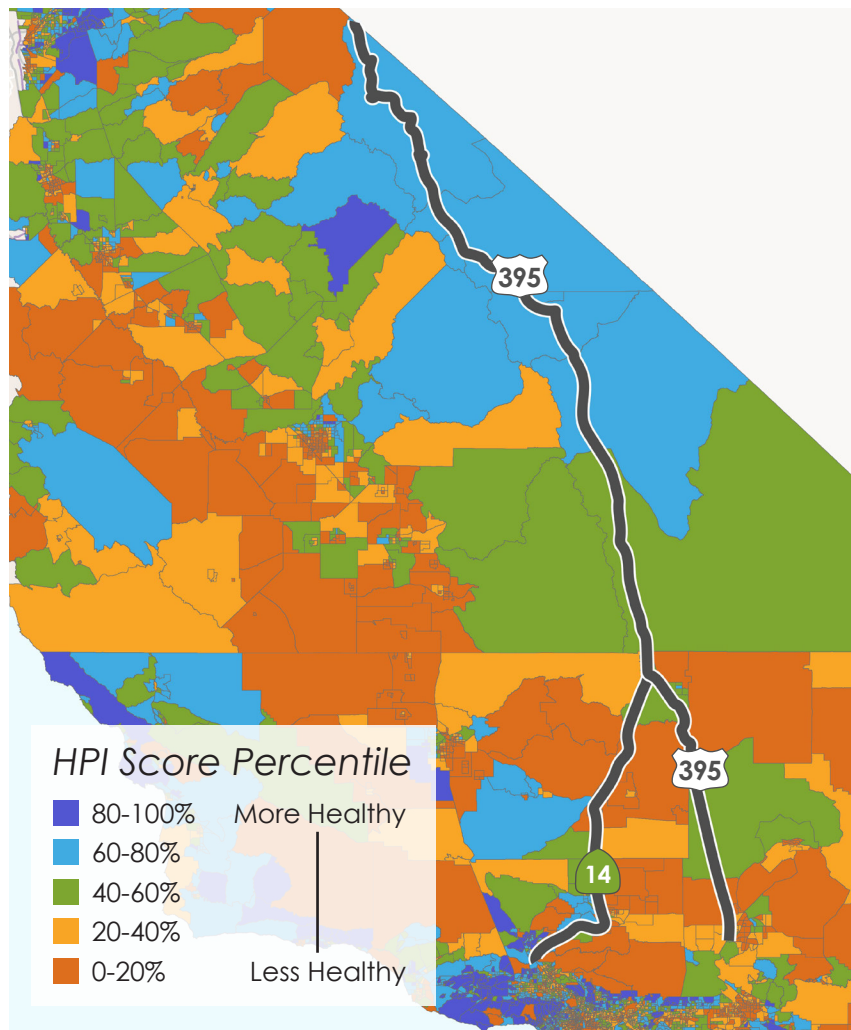 395
395
14
HPI Score Percentile
80-100% More Healthy
60-80%
40-60%
20-40%
0-20% Less Healthy